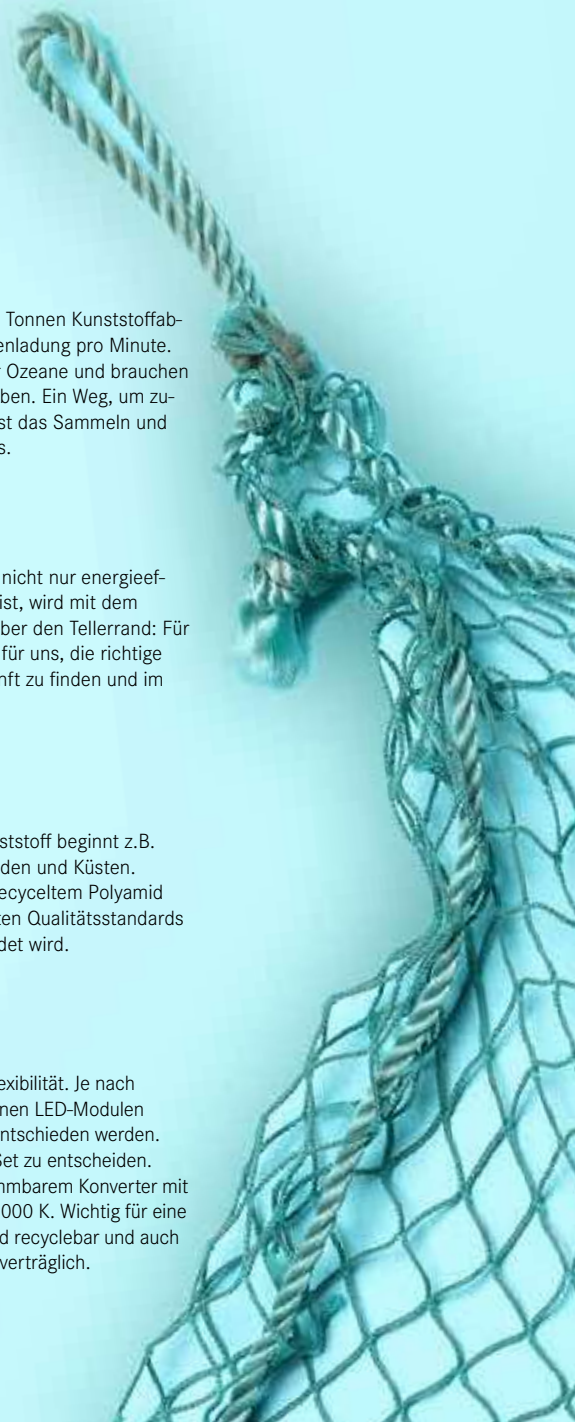 Tonnen Kunststoffab-
enladung pro Minute.
Ozeane und brauchen
ben. Ein Weg, um zu-
st das Sammeln und
s.
nicht nur energieef-
ist, wird mit dem
ber den Tellerrand: Für
für uns, die richtige
nft zu finden und im
ststoff beginnt z.B.
den und Küsten.
ecyceltem Polyamid
ten Qualitätsstandards
det wird.
exibilität. Je nach
nen LED-Modulen
ntschieden werden.
Set zu entscheiden.
mmbarem Konverter mit
000 K. Wichtig für eine
d recyclebar und auch
verträglich.